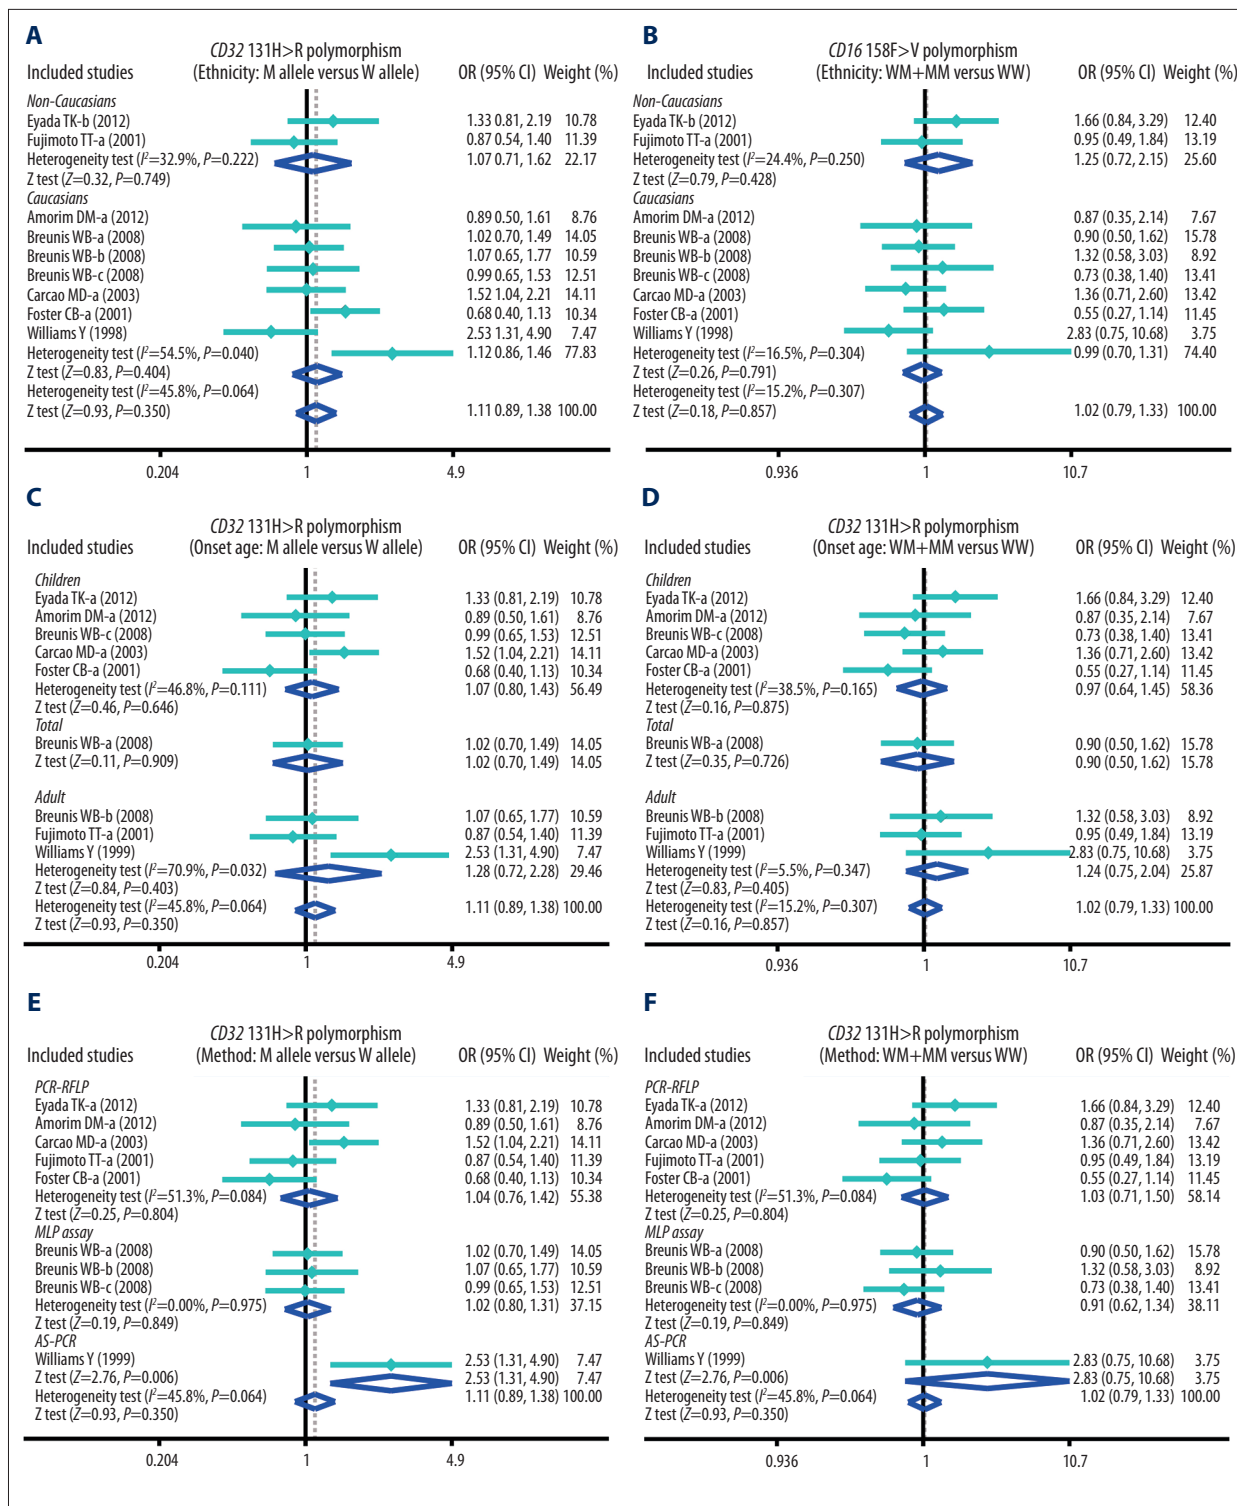 A
CD32 131H>R polymorphism
(Ethnicity: M allele versus W allele)
Included studies OR (95% CI) Weight (%)
Non-Caucasians
Eyada TK-b (2012) 1.33 0.81, 2.19 10.78
Fujimoto TT-a (2001) 0.87 0.54, 1.40 11.39
Heterogeneity test (I²=32.9%, P=0.222) 1.07 0.71, 1.62 22.17
Z test (Z=0.32, P=0.749)
Caucasians
Amorim DM-a (2012) 0.89 0.50, 1.61 8.76
Breunis WB-a (2008) 1.02 0.70, 1.49 14.05
Breunis WB-b (2008) 1.07 0.65, 1.77 10.59
Breunis WB-c (2008) 0.99 0.65, 1.53 12.51
Carcao MD-a (2003) 1.52 1.04, 2.21 14.11
Foster CB-a (2001) 0.68 0.40, 1.13 10.34
Williams Y (1998) 2.53 1.31, 4.90 7.47
Heterogeneity test (I²=54.5%, P=0.040) 1.12 0.86, 1.46 77.83
Z test (Z=0.83, P=0.404)
Heterogeneity test (I²=45.8%, P=0.064)
Z test (Z=0.93, P=0.350) 1.11 0.89, 1.38 100.00
0.204 1 4.9
B
CD16 158F>V polymorphism
(Ethnicity: WM+MM versus WW)
Included studies OR (95% CI) Weight (%)
Non-Caucasians
Eyada TK-b (2012) 1.66 (0.84, 3.29) 12.40
Fujimoto TT-a (2001) 0.95 (0.49, 1.84) 13.19
Heterogeneity test (I²=24.4%, P=0.250) 1.25 (0.72, 2.15) 25.60
Z test (Z=0.79, P=0.428)
Caucasians
Amorim DM-a (2012) 0.87 (0.35, 2.14) 7.67
Breunis WB-a (2008) 0.90 (0.50, 1.62) 15.78
Breunis WB-b (2008) 1.32 (0.58, 3.03) 8.92
Breunis WB-c (2008) 0.73 (0.38, 1.40) 13.41
Carcao MD-a (2003) 1.36 (0.71, 2.60) 13.42
Foster CB-a (2001) 0.55 (0.27, 1.14) 11.45
Williams Y (1998) 2.83 (0.75, 10.68) 3.75
Heterogeneity test (I²=16.5%, P=0.304) 0.99 (0.70, 1.31) 74.40
Z test (Z=0.26, P=0.791)
Heterogeneity test (I²=15.2%, P=0.307)
Z test (Z=0.18, P=0.857) 1.02 (0.79, 1.33) 100.00
0.936 1 10.7
C
CD32 131H>R polymorphism
(Onset age: M allele versus W allele)
Included studies OR (95% CI) Weight (%)
Children
Eyada TK-a (2012) 1.33 (0.81, 2.19) 10.78
Amorim DM-a (2012) 0.89 (0.50, 1.61) 8.76
Breunis WB-c (2008) 0.99 (0.65, 1.53) 12.51
Carcao MD-a (2003) 1.52 (1.04, 2.21) 14.11
Foster CB-a (2001) 0.68 (0.40, 1.13) 10.34
Heterogeneity test (I²=46.8%, P=0.111) 1.07 (0.80, 1.43) 56.49
Z test (Z=0.46, P=0.646)
Total
Breunis WB-a (2008) 1.02 (0.70, 1.49) 14.05
Z test (Z=0.11, P=0.909) 1.02 (0.70, 1.49) 14.05
Adult
Breunis WB-b (2008) 1.07 (0.65, 1.77) 10.59
Fujimoto TT-a (2001) 0.87 (0.54, 1.40) 11.39
Williams Y (1999) 2.53 (1.31, 4.90) 7.47
Heterogeneity test (I²=70.9%, P=0.032) 1.28 (0.72, 2.28) 29.46
Z test (Z=0.84, P=0.403)
Heterogeneity test (I²=45.8%, P=0.064) 1.11 (0.89, 1.38) 100.00
Z test (Z=0.93, P=0.350)
0.204 1 4.9
D
CD32 131H>R polymorphism
(Onset age: WM+MM versus WW)
Included studies OR (95% CI) Weight (%)
Children
Eyada TK-a (2012) 1.66 (0.84, 3.29) 12.40
Amorim DM-a (2012) 0.87 (0.35, 2.14) 7.67
Breunis WB-c (2008) 0.73 (0.38, 1.40) 13.41
Carcao MD-a (2003) 1.36 (0.71, 2.60) 13.42
Foster CB-a (2001) 0.55 (0.27, 1.14) 11.45
Heterogeneity test (I²=38.5%, P=0.165) 0.97 (0.64, 1.45) 58.36
Z test (Z=0.16, P=0.875)
Total
Breunis WB-a (2008) 0.90 (0.50, 1.62) 15.78
Z test (Z=0.35, P=0.726) 0.90 (0.50, 1.62) 15.78
Adult
Breunis WB-b (2008) 1.32 (0.58, 3.03) 8.92
Fujimoto TT-a (2001) 0.95 (0.49, 1.84) 13.19
Williams Y (1999) 2.83 (0.75, 10.68) 3.75
Heterogeneity test (I²=5.5%, P=0.347) 1.24 (0.75, 2.04) 25.87
Z test (Z=0.83, P=0.405)
Heterogeneity test (I²=15.2%, P=0.307) 1.02 (0.79, 1.33) 100.00
Z test (Z=0.16, P=0.857)
0.936 1 10.7
E
CD32 131H>R polymorphism
(Method: M allele versus W allele)
Included studies OR (95% CI) Weight (%)
PCR-RFLP
Eyada TK-a (2012) 1.33 (0.81, 2.19) 10.78
Amorim DM-a (2012) 0.89 (0.50, 1.61) 8.76
Carcao MD-a (2003) 1.52 (1.04, 2.21) 14.11
Fujimoto TT-a (2001) 0.87 (0.54, 1.40) 11.39
Foster CB-a (2001) 0.68 (0.40, 1.13) 10.34
Heterogeneity test (I²=51.3%, P=0.084) 1.04 (0.76, 1.42) 55.38
Z test (Z=0.25, P=0.804)
MLP assay
Breunis WB-a (2008) 1.02 (0.70, 1.49) 14.05
Breunis WB-b (2008) 1.07 (0.65, 1.77) 10.59
Breunis WB-c (2008) 0.99 (0.65, 1.53) 12.51
Heterogeneity test (I²=0.00%, P=0.975) 1.02 (0.80, 1.31) 37.15
Z test (Z=0.19, P=0.849)
AS-PCR
Williams Y (1999) 2.53 (1.31, 4.90) 7.47
Z test (Z=2.76, P=0.006) 2.53 (1.31, 4.90) 7.47
Heterogeneity test (I²=45.8%, P=0.064) 1.11 (0.89, 1.38) 100.00
Z test (Z=0.93, P=0.350)
0.204 1 4.9
F
CD32 131H>R polymorphism
(Method: WM+MM versus WW)
Included studies OR (95% CI) Weight (%)
PCR-RFLP
Eyada TK-a (2012) 1.66 (0.84, 3.29) 12.40
Amorim DM-a (2012) 0.87 (0.35, 2.14) 7.67
Carcao MD-a (2003) 1.36 (0.71, 2.60) 13.42
Fujimoto TT-a (2001) 0.95 (0.49, 1.84) 13.19
Foster CB-a (2001) 0.55 (0.27, 1.14) 11.45
Heterogeneity test (I²=51.3%, P=0.084) 1.03 (0.71, 1.50) 58.14
Z test (Z=0.25, P=0.804)
MLP assay
Breunis WB-a (2008) 0.90 (0.50, 1.62) 15.78
Breunis WB-b (2008) 1.32 (0.58, 3.03) 8.92
Breunis WB-c (2008) 0.73 (0.38, 1.40) 13.41
Heterogeneity test (I²=0.00%, P=0.975) 0.91 (0.62, 1.34) 38.11
Z test (Z=0.19, P=0.849)
AS-PCR
Williams Y (1999) 2.83 (0.75, 10.68) 3.75
Z test (Z=2.76, P=0.006) 2.83 (0.75, 10.68) 3.75
Heterogeneity test (I²=45.8%, P=0.064) 1.02 (0.79, 1.33) 100.00
Z test (Z=0.93, P=0.350)
0.936 1 10.7